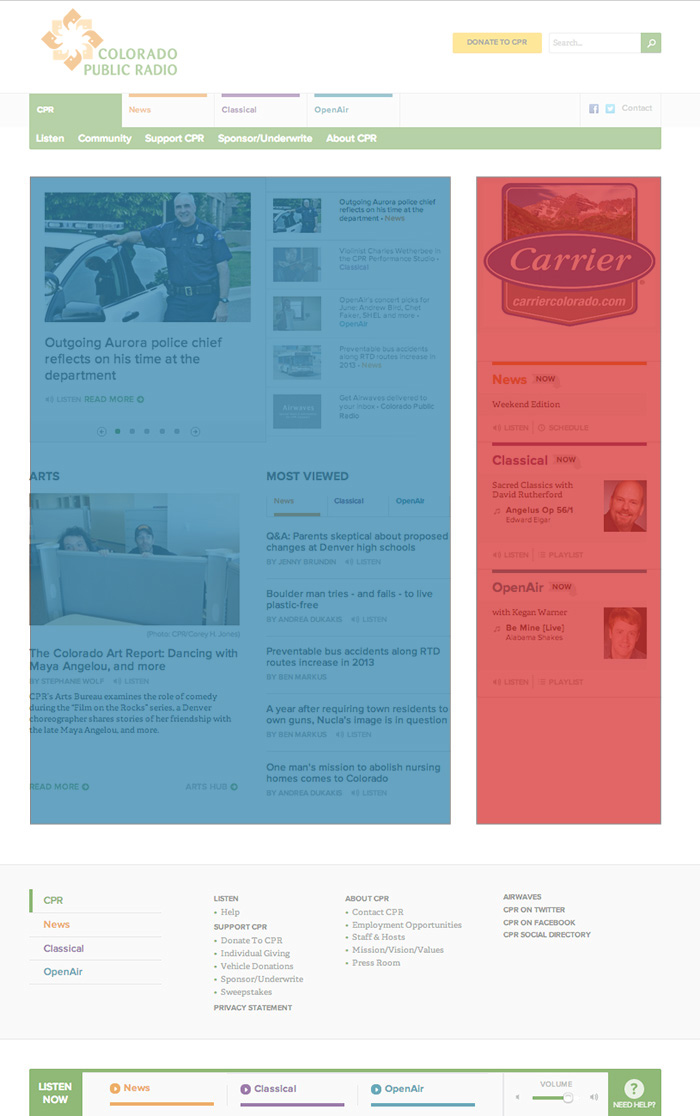 COLORADO
PUBLIC RADIO
DONATE TO CPR
Search...
CPR
News
Classical
OpenAir
Contact
Listen
Community
Support CPR
Sponsor/Underwrite
About CPR
Outgoing Aurora police chief
reflects on his time at the
department
LISTEN READ MORE
Outgoing Aurora police chief
reflects on his time at the
department • News
Violinist Charles Wetherbee in
the CPR Performance Studio •
Classical
OpenAir's concert picks for
June: Andrew Bird, Chet
Faker, SHEL and more •
OpenAir
Preventable bus accidents
along RTD routes increase in
2013 • News
Airwaves
Get Airwaves delivered to
your inbox • Colorado Public
Radio
ARTS
(Photo: CPR/Corey H. Jones)
The Colorado Art Report: Dancing with
Maya Angelou, and more
BY STEPHANIE WOLF LISTEN
CPR's Arts Bureau examines the role of comedy
during the "Film on the Rocks" series, a Denver
choreographer shares stories of her friendship with
the late Maya Angelou, and more.
READ MORE
ARTS HUB
MOST VIEWED
News
Classical
OpenAir
Q&A: Parents skeptical about proposed
changes at Denver high schools
BY JENNY BRUNDIN LISTEN
Boulder man tries - and fails - to live
plastic-free
BY ANDREA DUKAKIS LISTEN
Preventable bus accidents along RTD
routes increase in 2013
BY BEN MARKUS
A year after requiring town residents to
own guns, Nucla's image is in question
BY BEN MARKUS LISTEN
One man's mission to abolish nursing
homes comes to Colorado
BY ANDREA DUKAKIS LISTEN
Carrier
carriercolorado.com
News NOW
Weekend Edition
LISTEN SCHEDULE
Classical NOW
Sacred Classics with
David Rutherford
Angelus Op 56/1
Edward Elgar
LISTEN PLAYLIST
OpenAir NOW
with Kegan Warner
Be Mine [Live]
Alabama Shakes
LISTEN PLAYLIST
CPR
News
Classical
OpenAir
LISTEN
• Help
SUPPORT CPR
• Donate To CPR
• Individual Giving
• Vehicle Donations
• Sponsor/Underwrite
• Sweepstakes
PRIVACY STATEMENT
ABOUT CPR
• Contact CPR
• Employment Opportunities
• Staff & Hosts
• Mission/Vision/Values
• Press Room
AIRWAVES
CPR ON TWITTER
CPR ON FACEBOOK
CPR SOCIAL DIRECTORY
LISTEN
NOW
News
Classical
OpenAir
VOLUME
?
NEED HELP?